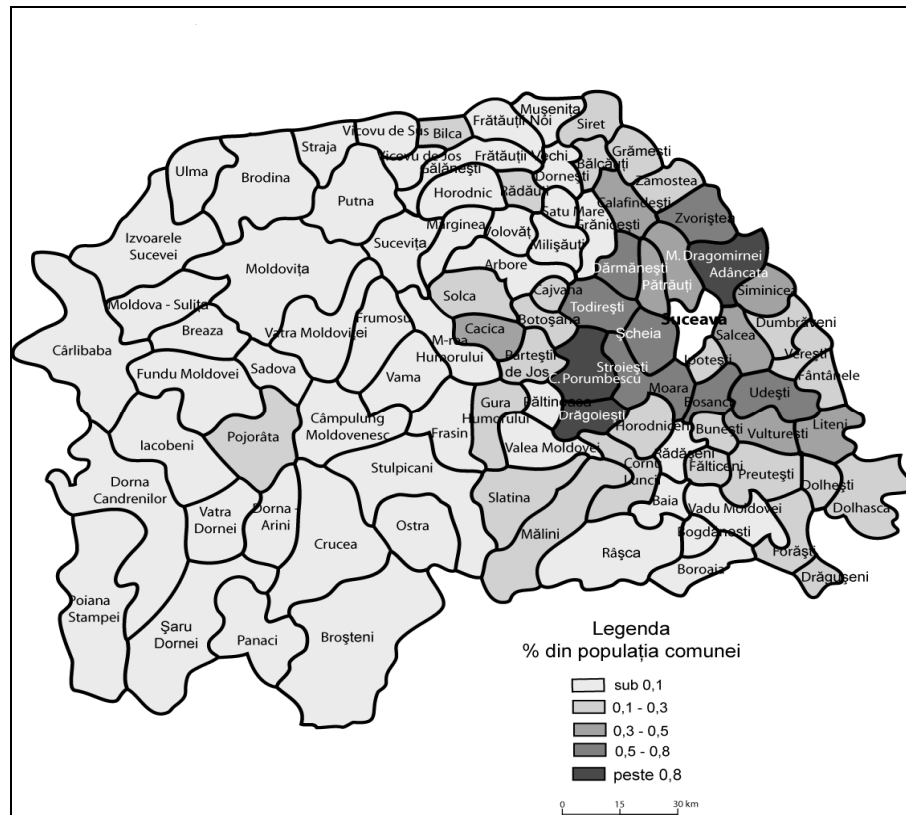 Mușenița
Vicovu de Sus
Bilca
Frătăuții Noi
Siret
Straja
Ulma
Brodina
Vicovu de Jos
Gălănești
Frătăuții Vechi
Bălcăuți
Grămești
Dornești
Zamostea
Putna
Horodnic
Rădăuți
Calafindești
Satu Mare
Grănicești
Zvoriștea
Izvoarele
Sucevei
Sucevița
Mărginea
Volovăț
Milișăuți
M. Dragomirnei
Adâncata
Moldovița
Arbore
Dărmănești
Pătrăuți
Siminicea
Moldova - Sulița
Solca
Cajvana
Todirești
Frumosu
Botoșana
Suceava
Dumbrăveni
Breaza
Vatra Moldoviței
Cacica
Șcheia
Salcea
Cârlibaba
M-rea
Humorului
Părteștii
de Jos
Ipotești
Verești
Fundu Moldovei
Sadova
Vama
Stroiești
C. Porumbescu
Fântânele
Moara
Bosanci
Udești
Păltinoasa
Gura
Humorului
Câmpulung
Moldovenesc
Drăgoiești
Iacobeni
Pojorâta
Frasin
Horodniceni
Bunești
Vulturești
Liteni
Valea Moldovei
Rădășeni
Stulpicani
Fălticeni
Dorna
Candrenilor
Cornu
Luncii
Preutești
Dolhești
Slatina
Baia
Vadu Moldovei
Dolhasca
Vatra
Dornei
Dorna -
Arini
Ostra
Mălini
Bogdănești
Crucea
Râșca
Forăști
Boroaia
Drăgușeni
Poiana
Stampei
Șaru
Dornei
Panaci
Broșteni
Legenda
% din populația comunei
sub 0,1
0,1 - 0,3
0,3 - 0,5
0,5 - 0,8
peste 0,8
0 15 30 km